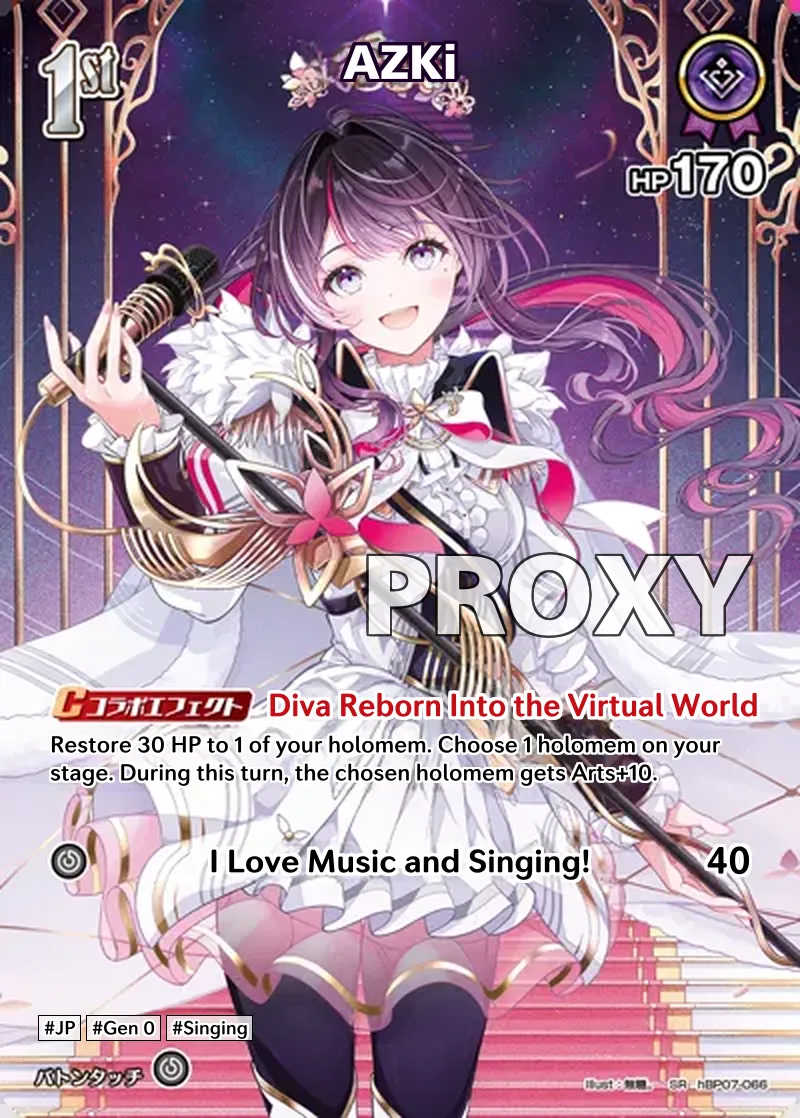 1st
AZKi
HP170
PROXY
コラボエフェクト Diva Reborn Into the Virtual World
Restore 30 HP to 1 of your holomem. Choose 1 holomem on your
stage. During this turn, the chosen holomem gets Arts+10.
I Love Music and Singing! 40
#JP #Gen 0 #Singing
バトンタッチ
Illust：無糖。 SR hBP07-066